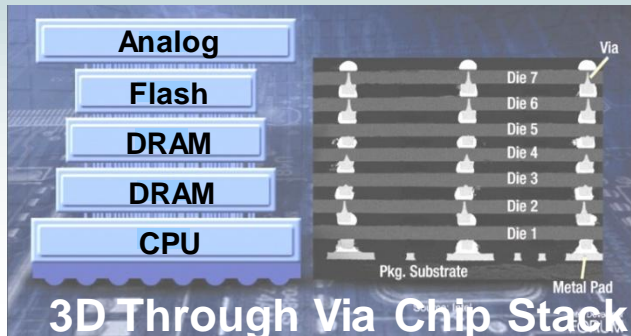 Analog
Flash
DRAM
DRAM
CPU
Via
Die 7
Die 6
Die 5
Die 4
Die 3
Die 2
Die 1
Pkg. Substrate
Metal Pad
3D Through Via Chip Stack